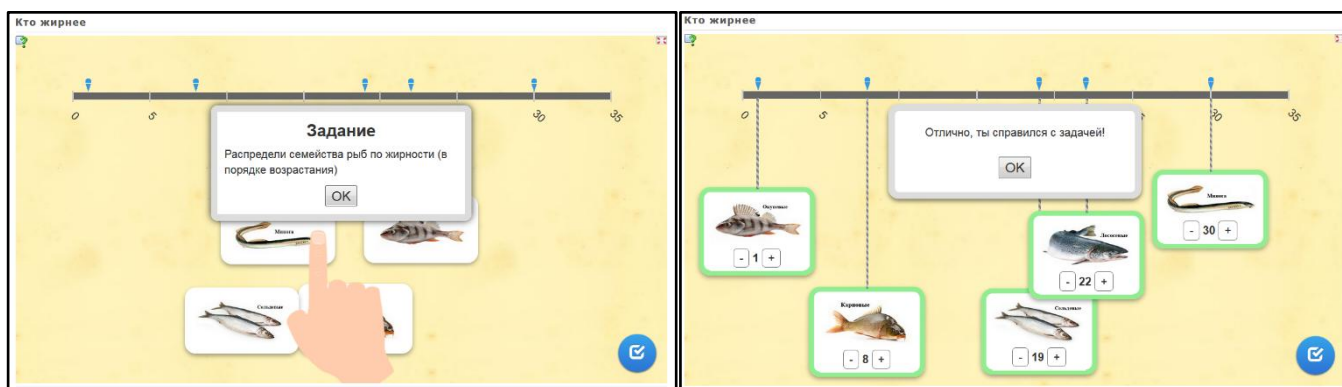 Кто жирнее
0
5
30
35
Задание
Распредели семейства рыб по жирности (в
порядке возрастания)
OK
Минога
Сельдевые
Кто жирнее
0
5
30
35
Отлично, ты справился с задачей!
OK
Окуневые
- 1 +
Карповые
- 8 +
Лососевые
- 22 +
Сельдевые
- 19 +
Минога
- 30 +